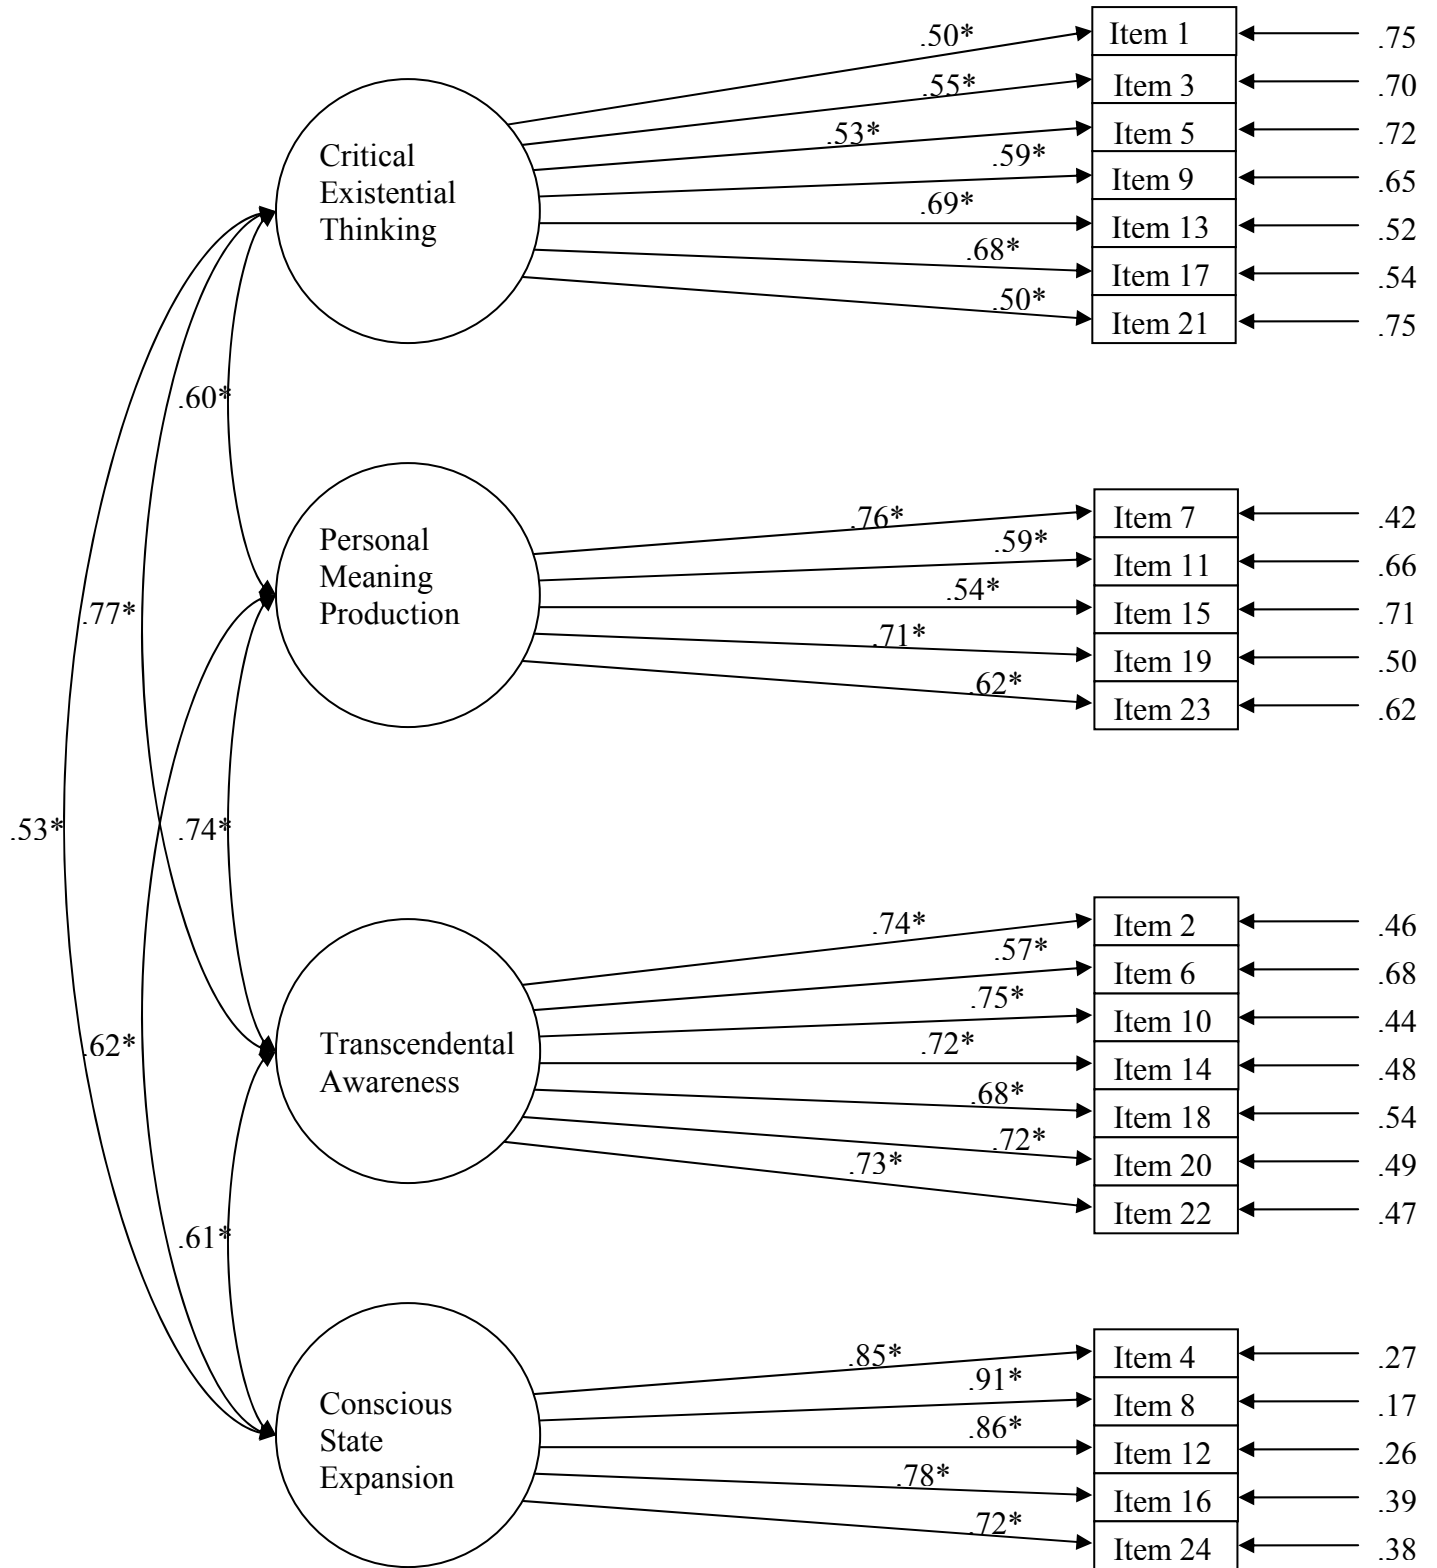 .50*
Item 1
.75
.55*
Item 3
.70
.53*
Item 5
.72
.59*
Item 9
.65
.69*
Item 13
.52
.68*
Item 17
.54
.50*
Item 21
.75
Critical
Existential
Thinking
.60*
.76*
Item 7
.42
.59*
Item 11
.66
.54*
Item 15
.71
.71*
Item 19
.50
.62*
Item 23
.62
Personal
Meaning
Production
.77*
.53*
.74*
.74*
Item 2
.46
.57*
Item 6
.68
.75*
Item 10
.44
.72*
Item 14
.48
.68*
Item 18
.54
.72*
Item 20
.49
.73*
Item 22
.47
Transcendental
Awareness
.62*
.61*
.85*
Item 4
.27
.91*
Item 8
.17
.86*
Item 12
.26
.78*
Item 16
.39
.72*
Item 24
.38
Conscious
State
Expansion